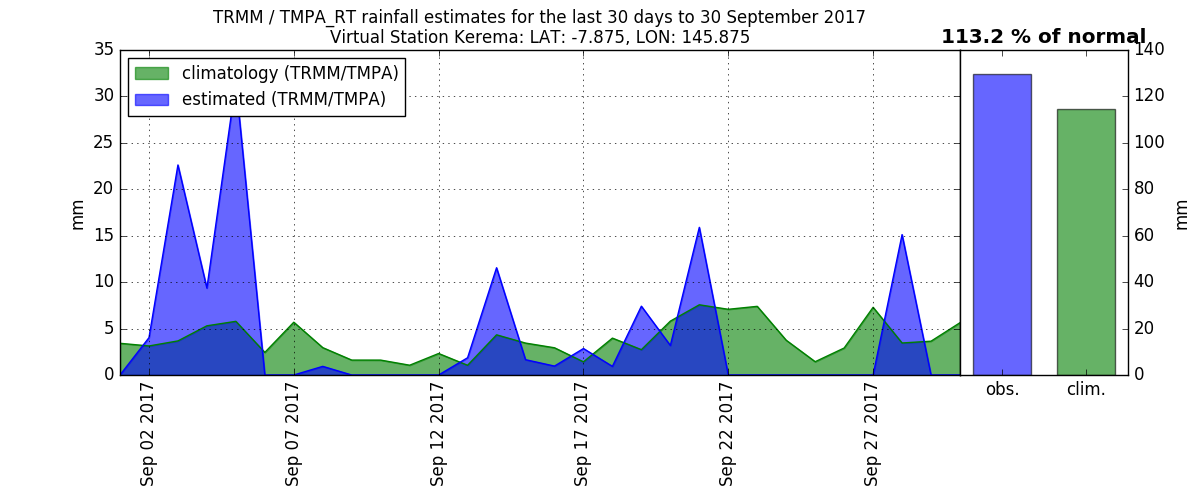 TRMM / TMPA_RT rainfall estimates for the last 30 days to 30 September 2017
Virtual Station Kerema: LAT: -7.875, LON: 145.875
113.2 % of normal
climatology (TRMM/TMPA)
estimated (TRMM/TMPA)
35
30
25
20
15
10
5
0
mm
Sep 02 2017
Sep 07 2017
Sep 12 2017
Sep 17 2017
Sep 22 2017
Sep 27 2017
140
120
100
80
60
40
20
0
mm
obs.
clim.